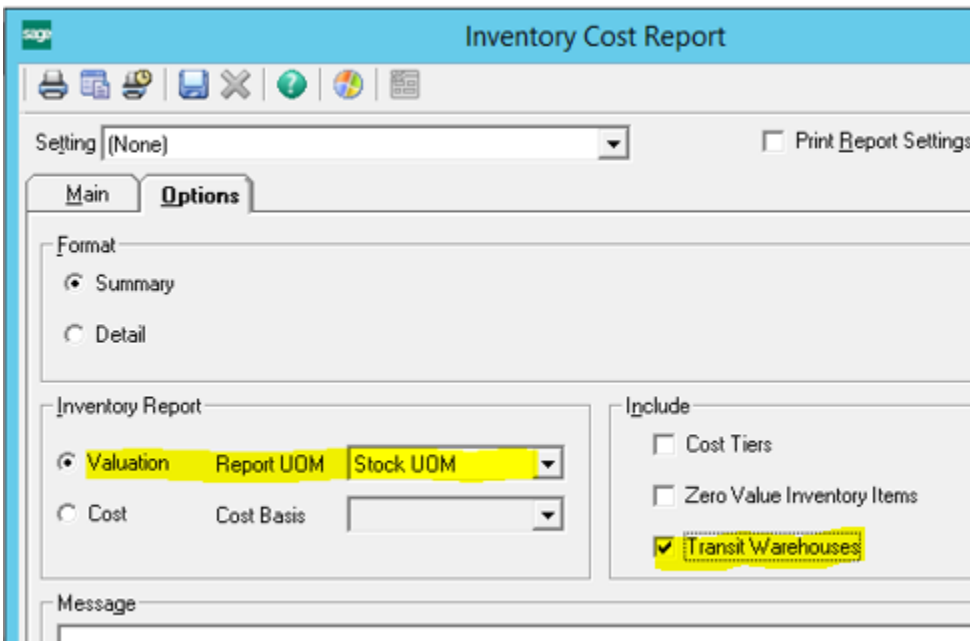 sage
Inventory Cost Report
Setting (None) Print Report Settings
Main Options
Format
Summary
Detail
Inventory Report Include
Cost Tiers
Valuation Report UOM Stock UOM
Zero Value Inventory Items
Cost Cost Basis
Transit Warehouses
Message